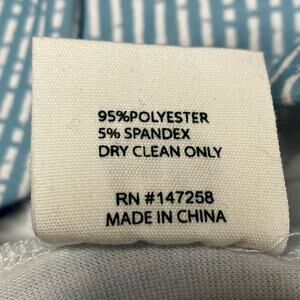 95%POLYESTER
5% SPANDEX
DRY CLEAN ONLY
RN #147258
MADE IN CHINA